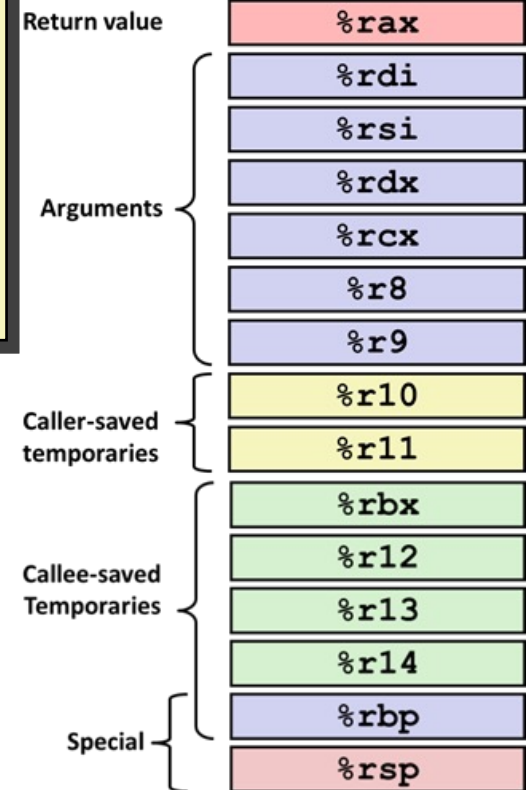 Return value %rax
%rdi
%rsi
%rdx
Arguments
%rcx
%r8
%r9
%r10
Caller-saved
temporaries
%r11
%rbx
%r12
Callee-saved
Temporaries
%r13
%r14
%rbp
Special
%rsp